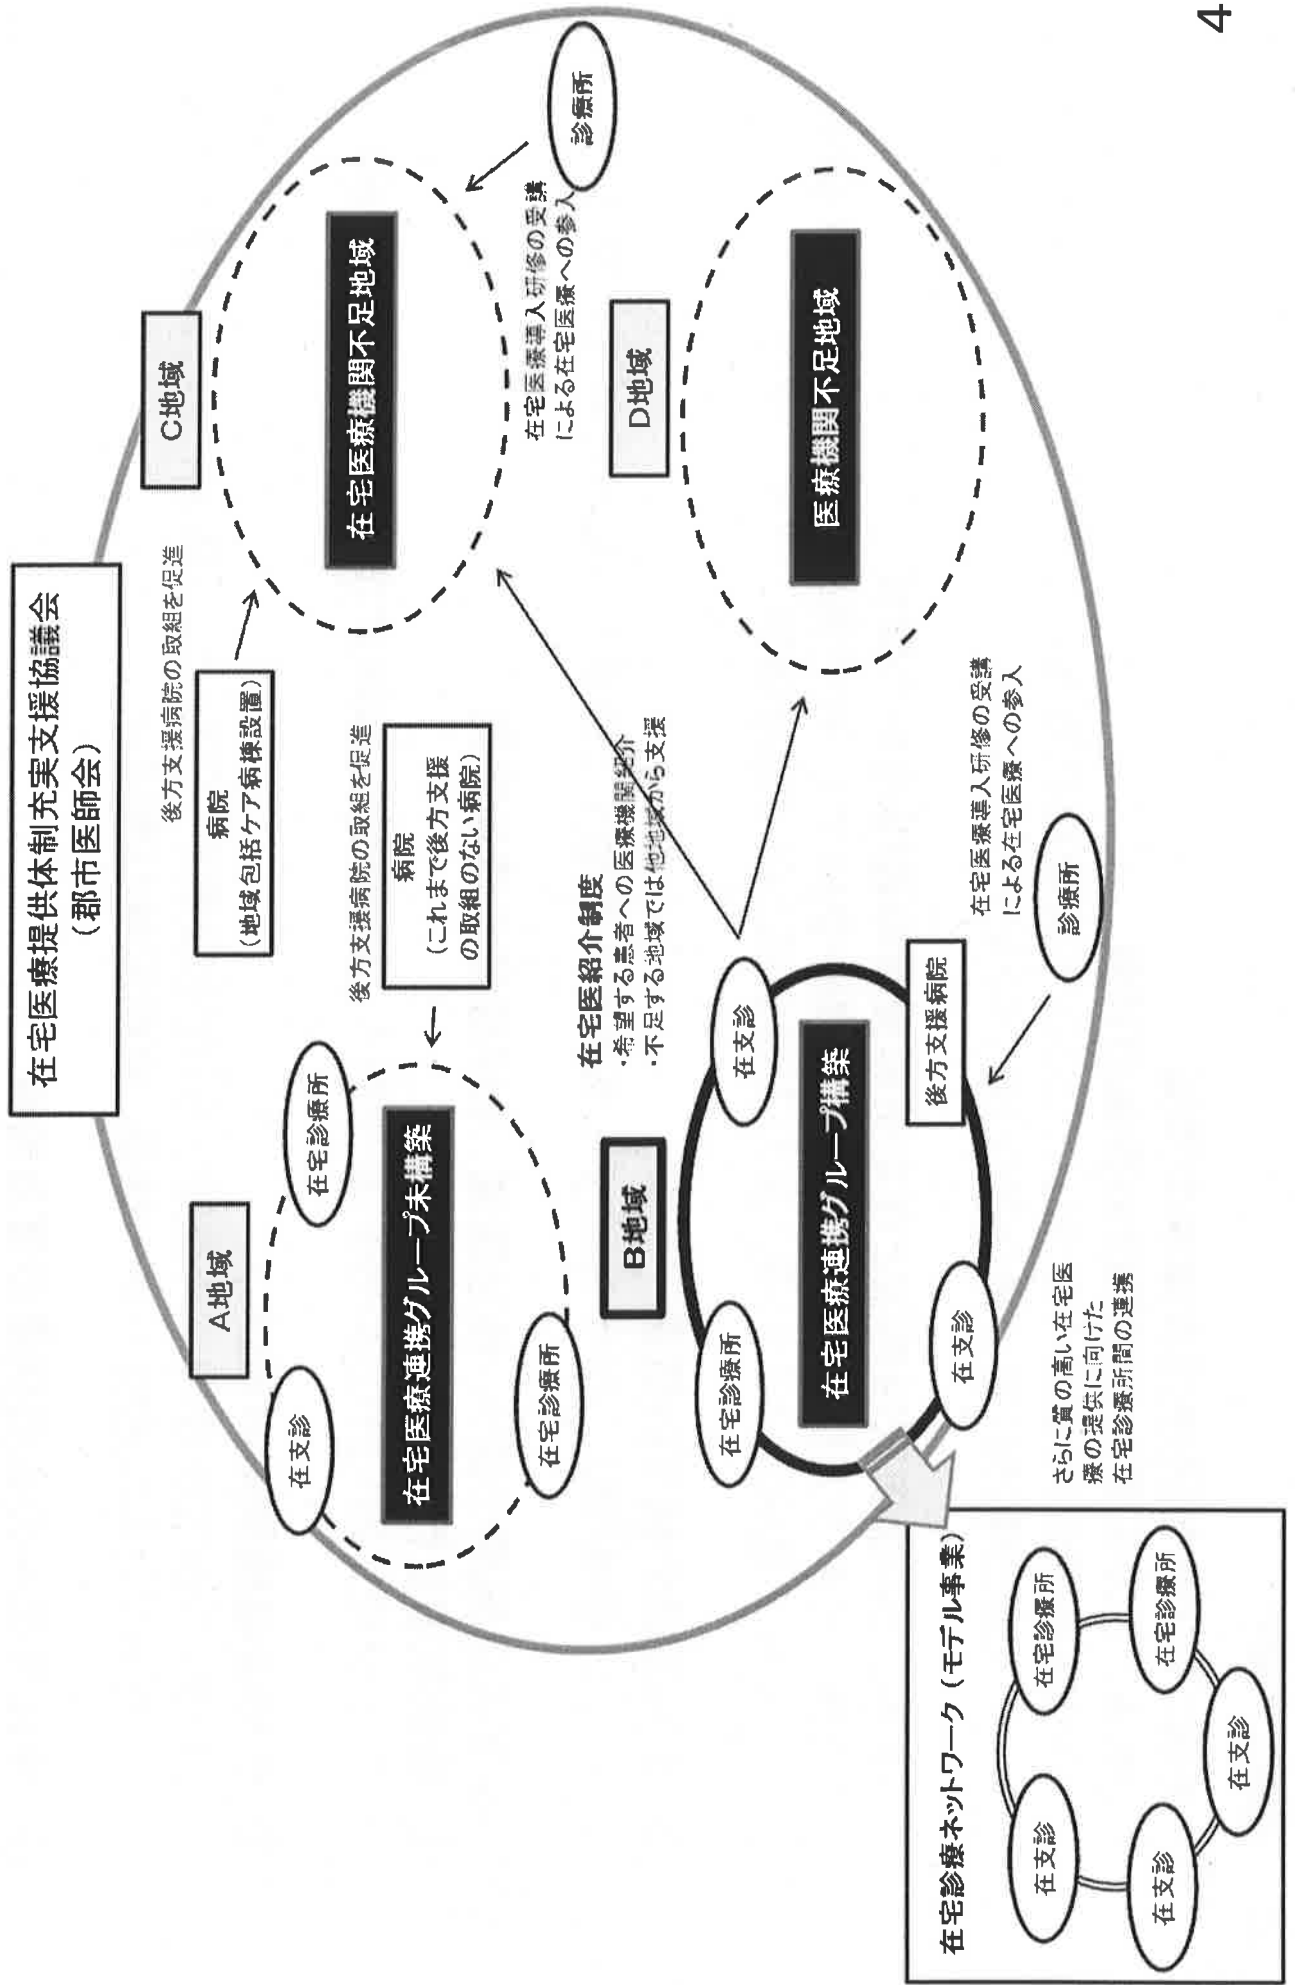 在宅医療提供体制充実支援協議会
(郡市医師会)
A地域
在支診
在宅診療所
在宅医療連携グループ未構築
在宅診療所
後方支援病院の取組を促進
病院
(地域包括ケア病棟設置)
後方支援病院の取組を促進
病院
(これまで後方支援
の取組のない病院)
C地域
在宅医療機関不足地域
診療所
在宅医療導入研修の受講
による在宅医療への参入
在宅医紹介制度
・希望する患者への医療機関紹介
・不足する地域では他地域から支援
B地域
在宅診療所
在支診
在宅医療連携グループ構築
在支診
後方支援病院
D地域
医療機関不足地域
在宅医療導入研修の受講
による在宅医療への参入
診療所
さらに質の高い在宅医
療の提供に向けた
在宅診療所間の連携
在宅診療ネットワーク(モデル事業)
在支診
在宅診療所
在支診
在宅診療所
在支診
4